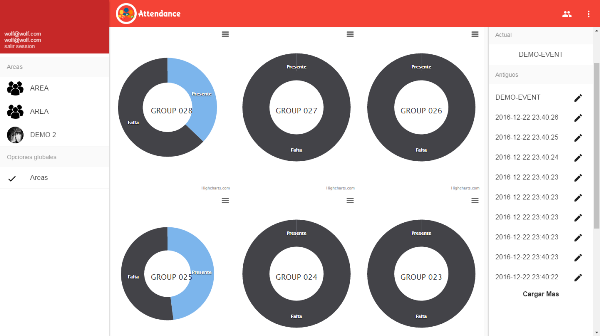 Attendance
wolf@wolf.com
wolf@wolf.com
salir session
Areas
AREA
AREA
DEMO 2
Opciones globales
Areas
Presente
GROUP 028
Falta
Highcharts.com
Presente
GROUP 027
Falta
Highcharts.com
Presente
GROUP 026
Falta
Highcharts.com
Presente
GROUP 025
Falta
Presente
GROUP 024
Falta
Presente
GROUP 023
Falta
Actual
DEMO-EVENT
Antiguos
DEMO-EVENT
2016-12-22 23:40:26
2016-12-22 23:40:25
2016-12-22 23:40:24
2016-12-22 23:40:23
2016-12-22 23:40:23
2016-12-22 23:40:23
2016-12-22 23:40:23
2016-12-22 23:40:23
2016-12-22 23:40:22
Cargar Mas